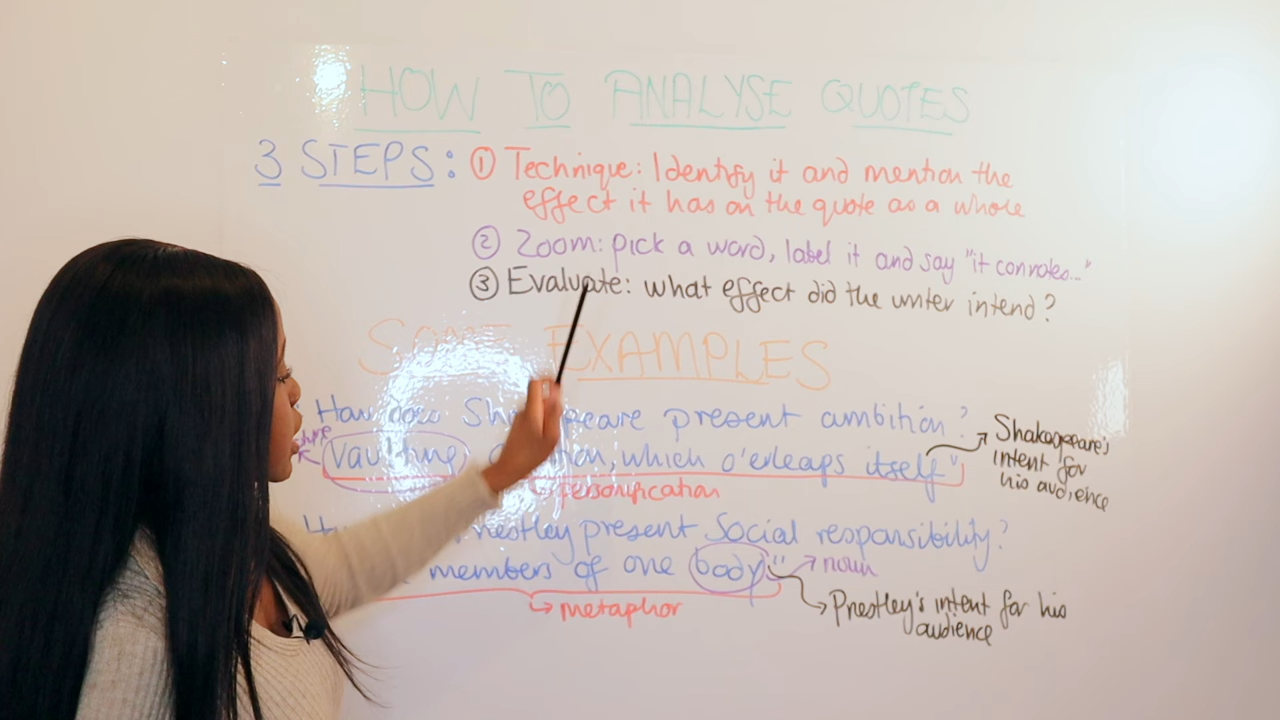 HOW TO ANALYSE QUOTES
3 STEPS: ① Technique: Identify it and mention the
effect it has on the quote as a whole
② Zoom: pick a word, label it and say "it connotes..."
③ Evaluate: what effect did the writer intend?
SOME EXAMPLES
How does Shakespeare present ambition?
Vaulting, which o'erleaps itself"
personification
Shakespeare's
intent for
his audience
Priestley present Social responsibility?
members of one body"
noun
metaphor
Priestley's intent for his
audience